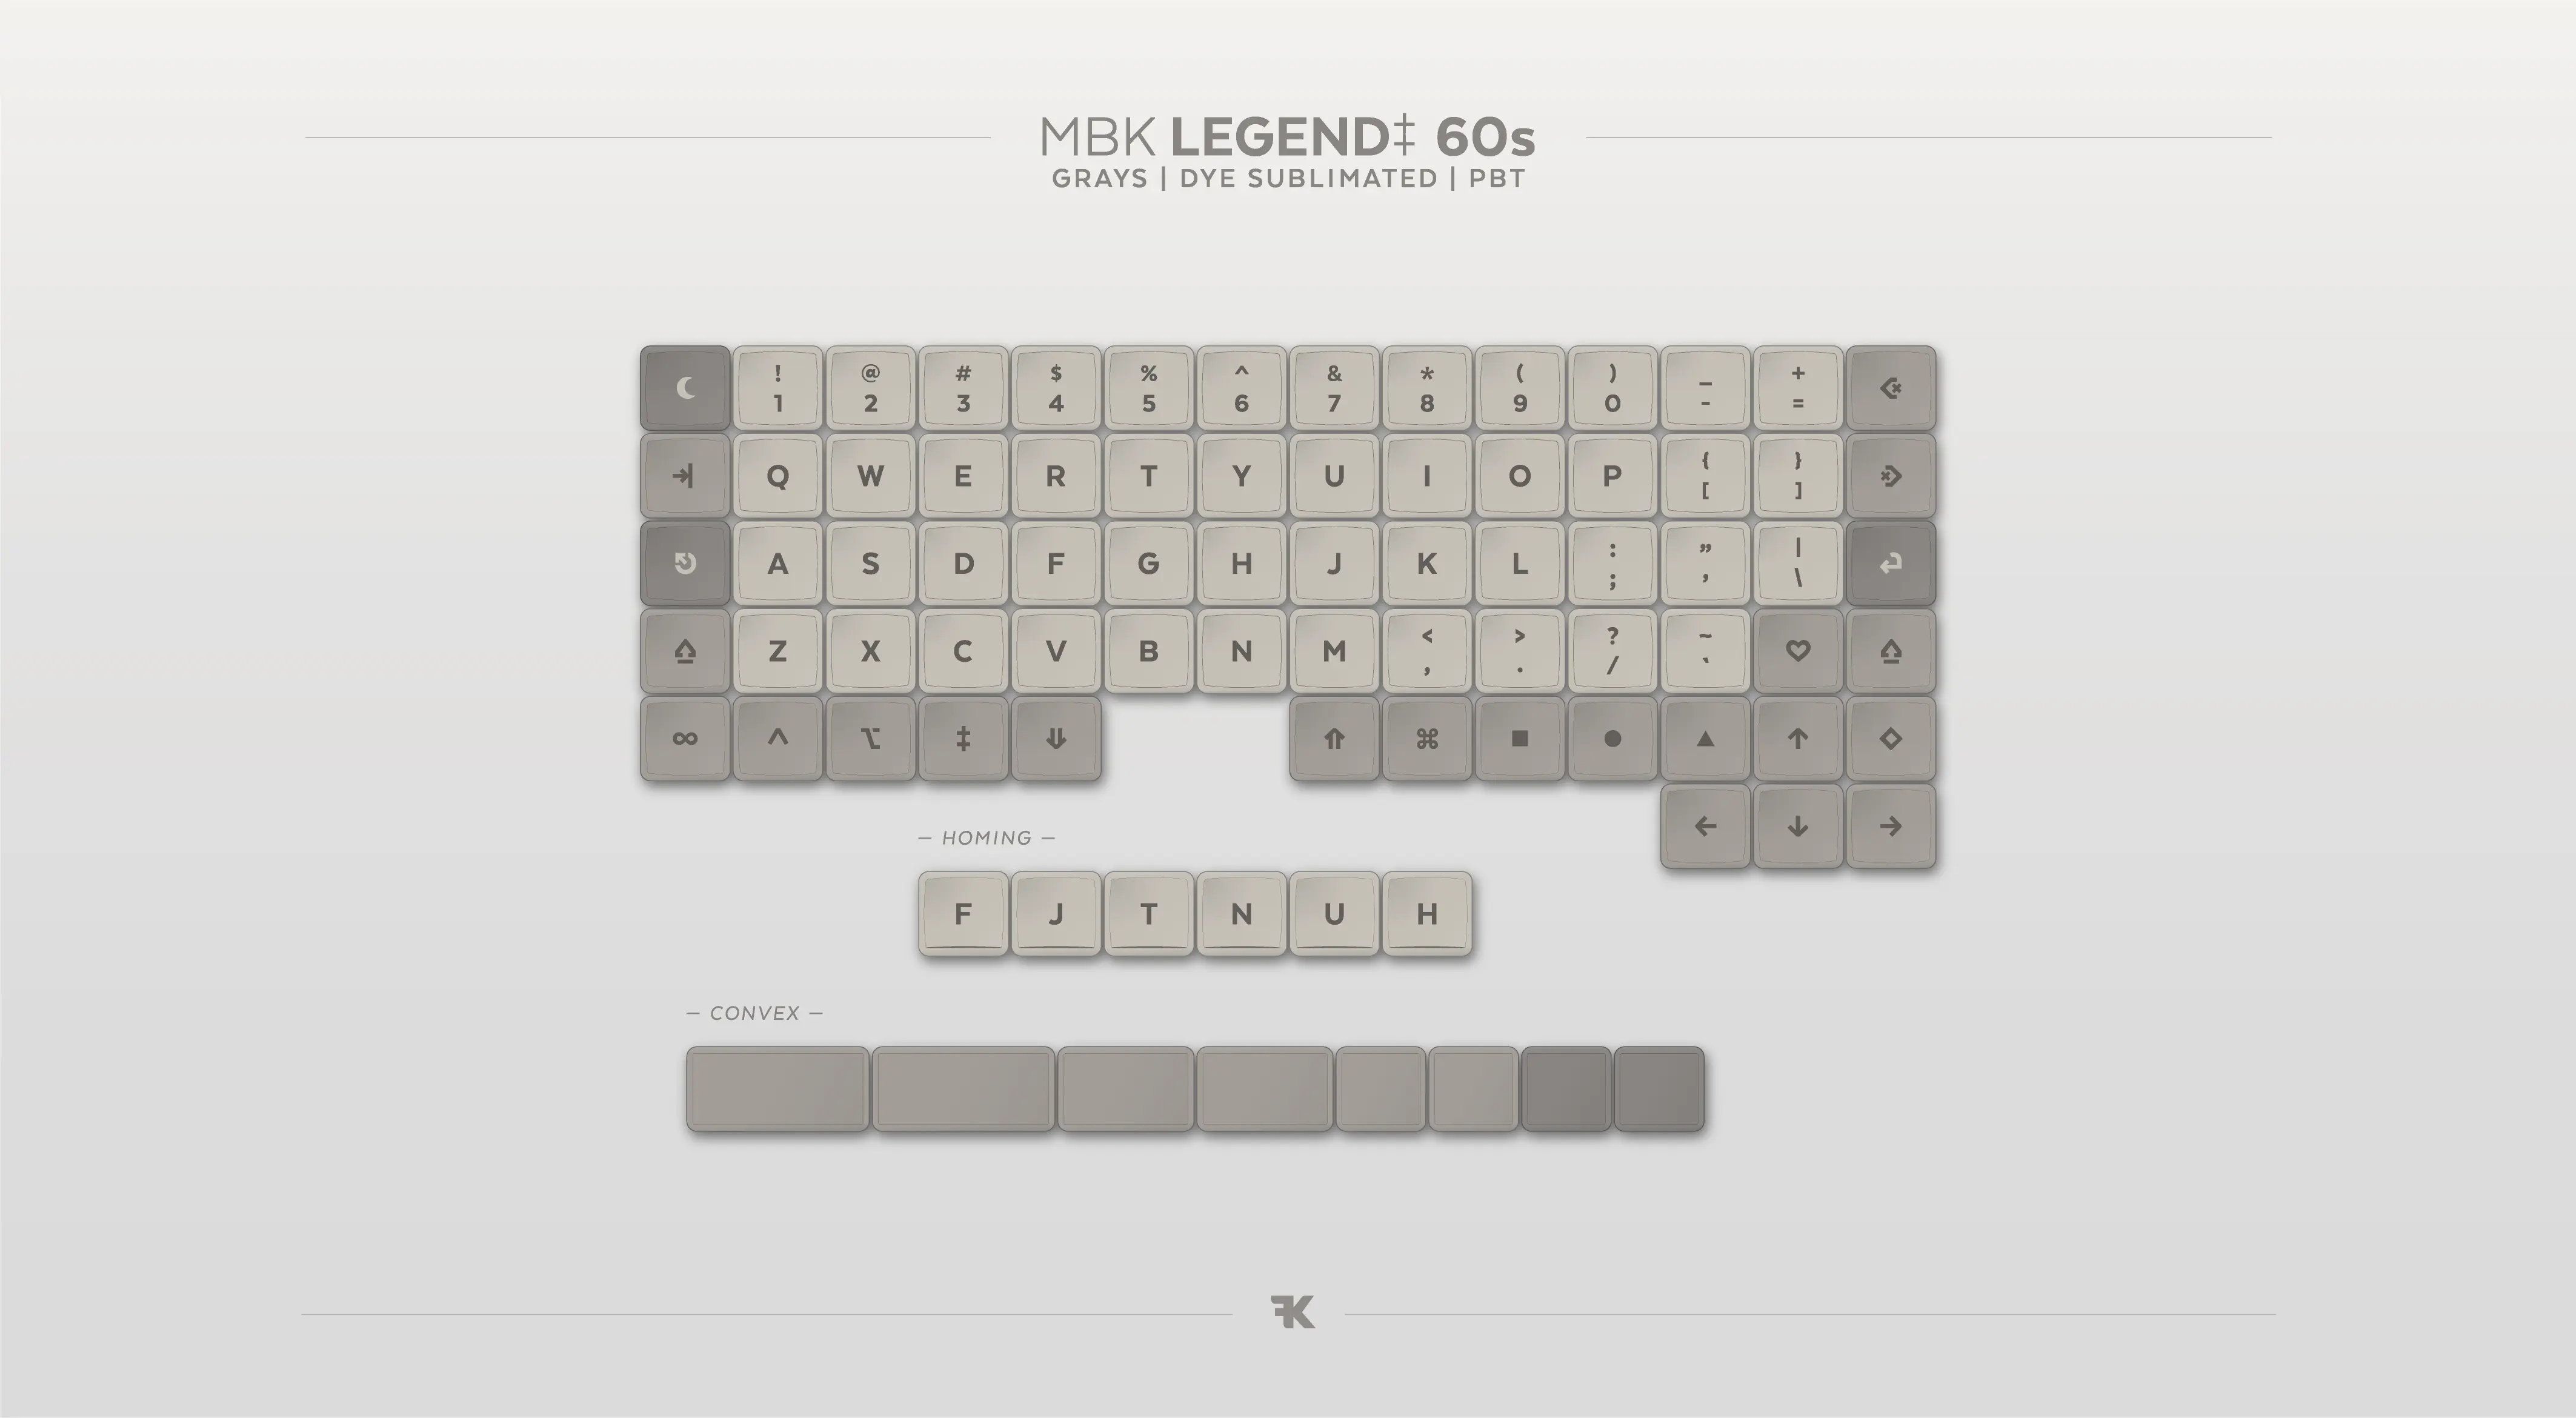 MBK LEGEND‡ 60s
GRAYS | DYE SUBLIMATED | PBT
! @ # $ % ^ & * ( ) _ +
1 2 3 4 5 6 7 8 9 0 - =
Q W E R T Y U I O P { }
[ ]
A S D F G H J K L : ” |
; ’ \
Z X C V B N M < > ? ~
, . / `
∞ ^ ⌥ ‡ ⇓ ⇑ ⌘ ■ ● ▲ ↑ ◇
← ↓ →
— HOMING —
F J T N U H
— CONVEX —
FK